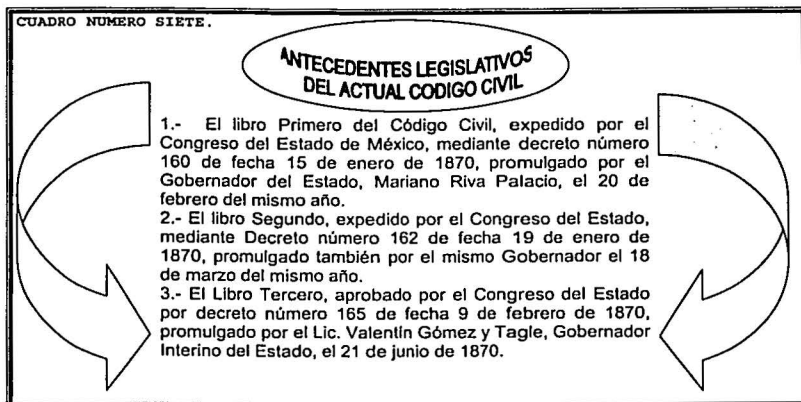 CUADRO NUMERO SIETE.
ANTECEDENTES LEGISLATIVOS
DEL ACTUAL CODIGO CIVIL
1.- El libro Primero del Código Civil, expedido por el
Congreso del Estado de México, mediante decreto número
160 de fecha 15 de enero de 1870, promulgado por el
Gobernador del Estado, Mariano Riva Palacio, el 20 de
febrero del mismo año.
2.- El libro Segundo, expedido por el Congreso del Estado,
mediante Decreto número 162 de fecha 19 de enero de
1870, promulgado también por el mismo Gobernador el 18
de marzo del mismo año.
3.- El Libro Tercero, aprobado por el Congreso del Estado
por decreto número 165 de fecha 9 de febrero de 1870,
promulgado por el Lic. Valentín Gómez y Tagle, Gobernador
Interino del Estado, el 21 de junio de 1870.